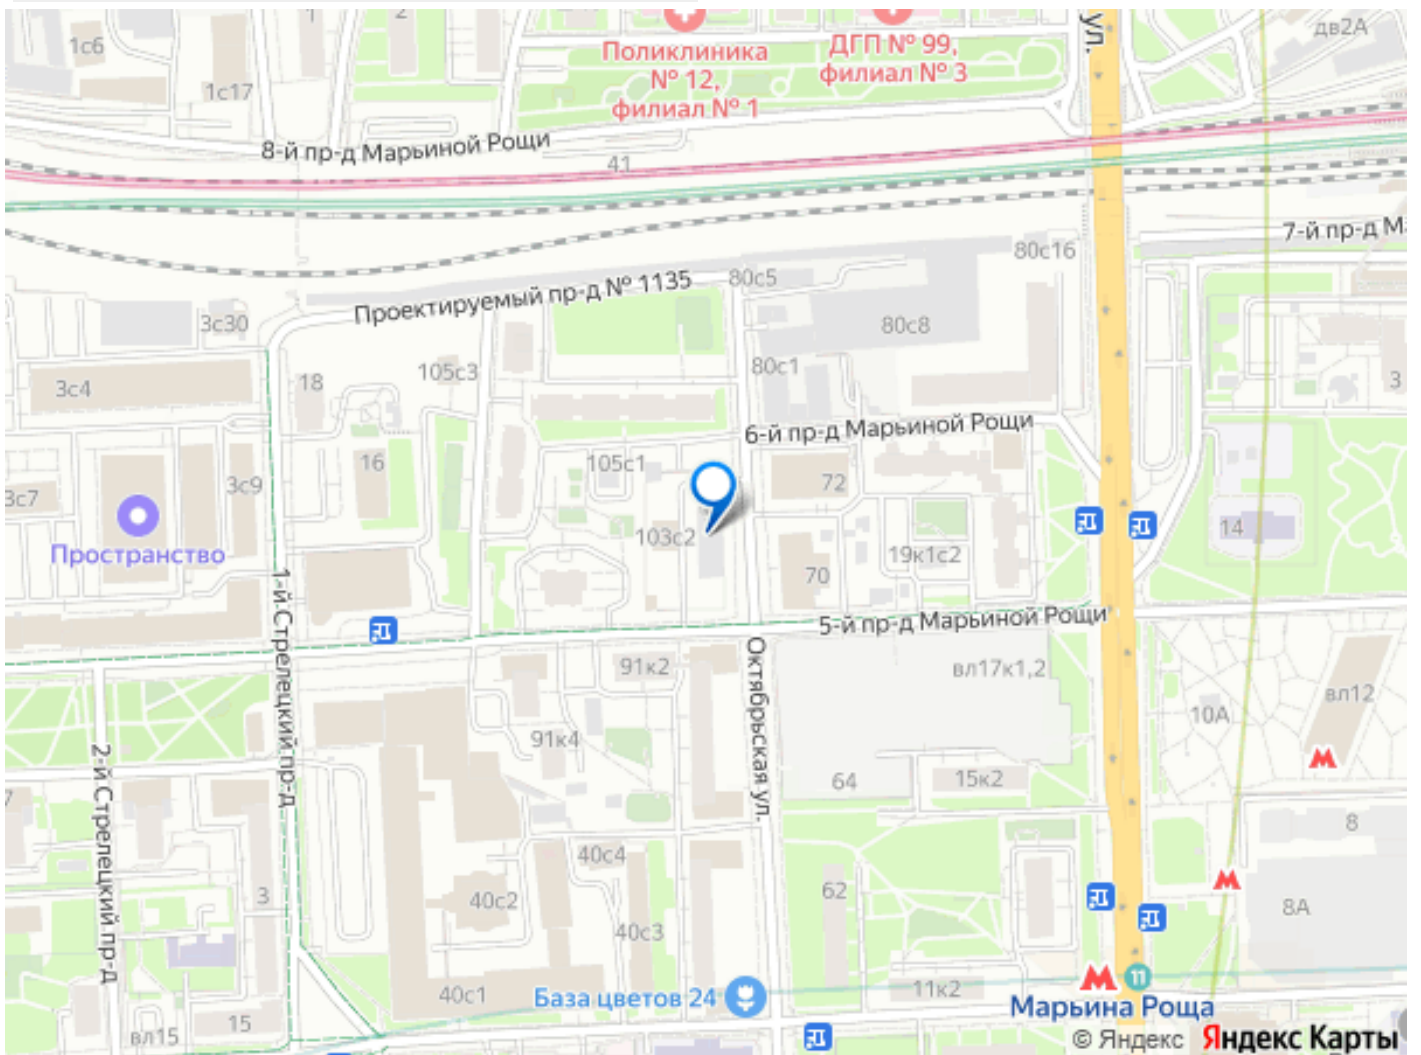 1
2
1с6
1с17
Поликлиника
№ 12,
филиал № 1
ДГП № 99,
филиал № 3
ул.
дв2А
8-й пр-д Марьиной Рощи
41
7-й пр-д М
80с16
80с5
Проектируемый пр-д № 1135
3с30
80с8
80с1
105с3
18
3с4
3
6-й пр-д Марьиной Рощи
16
105с1
72
3с9
3с7
14
103с2
19к1с2
Пространство
70
1-й Стрелецкий пр-д
5-й пр-д Марьиной Рощи
Октябрьская ул.
91к2
вл17к1,2
вл12
10А
91к4
2-й Стрелецкий пр-д
64
15к2
7
8
40с4
3
40с2
62
8А
40с3
11
40с1
База цветов 24
11к2
Марьина Роща
15
вл15
© Яндекс Яндекс Карты